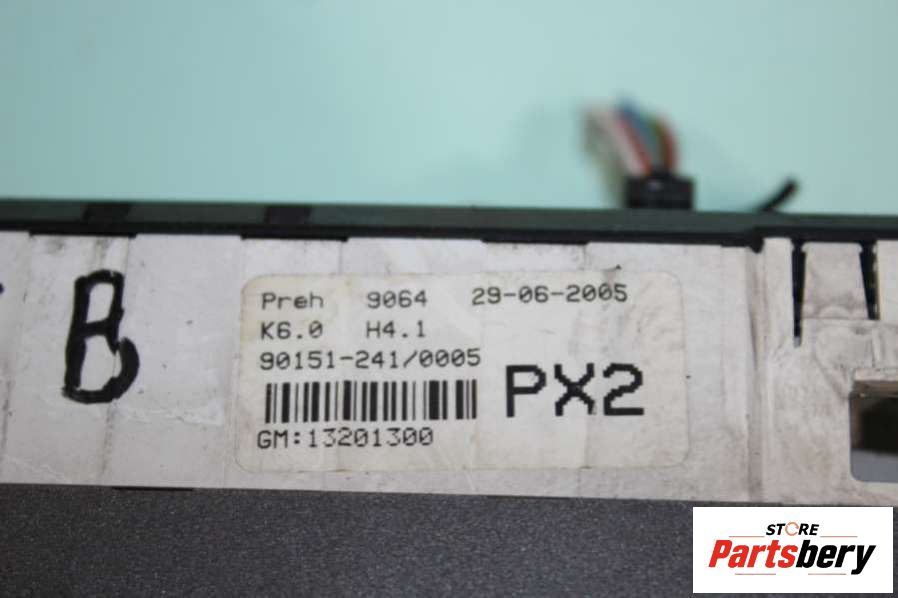 B
Preh 9064 29-06-2005
K6.0 H4.1
90151-241/0005
PX2
GM:13201300
STORE
Partsbery